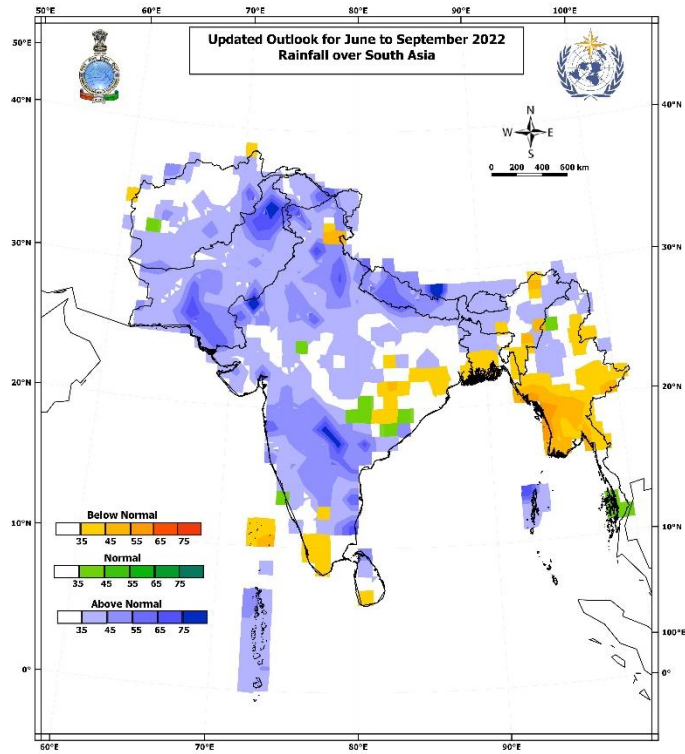 60°E
70°E
80°E
90°E
100°E
50°N
Updated Outlook for June to September 2022
Rainfall over South Asia
40°N
40°N
N
W
E
S
0
200
400
600 km
30°N
30°N
20°N
20°N
10°N
10°N
Below Normal
35
45
55
65
75
Normal
35
45
55
65
75
Above Normal
35
45
55
65
75
100°E
0°
0°
60°E
70°E
80°E
90°E